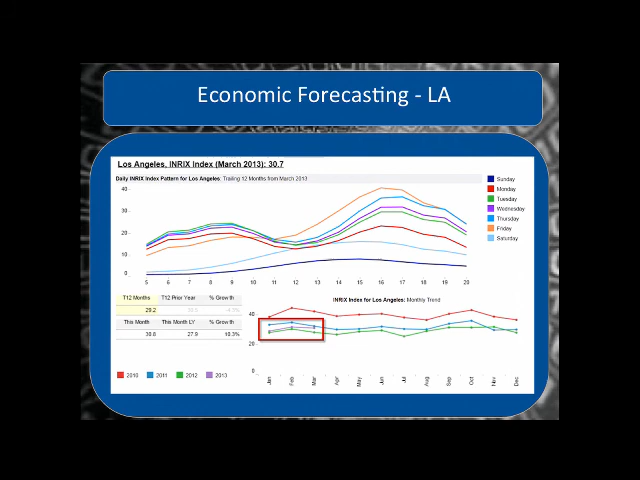 Economic Forecasting - LA
Los Angeles, INRIX Index (March 2013): 30.7
Daily INRIX Index Pattern for Los Angeles: Trailing 12 Months from March 2013
40
30
20
10
0
5 6 7 8 9 10 11 12 13 14 15 16 17 18 19 20
Sunday
Monday
Tuesday
Wednesday
Thursday
Friday
Saturday
T12 Months T12 Prior Year % Growth
29.2
This Month This Month LY % Growth
30.8 27.9 10.3%
2010 2011 2012 2013
INRIX Index for Los Angeles: Monthly Trend
40
20
0
Jan Feb Mar Apr May Jun Jul Aug Sep Oct Nov Dec